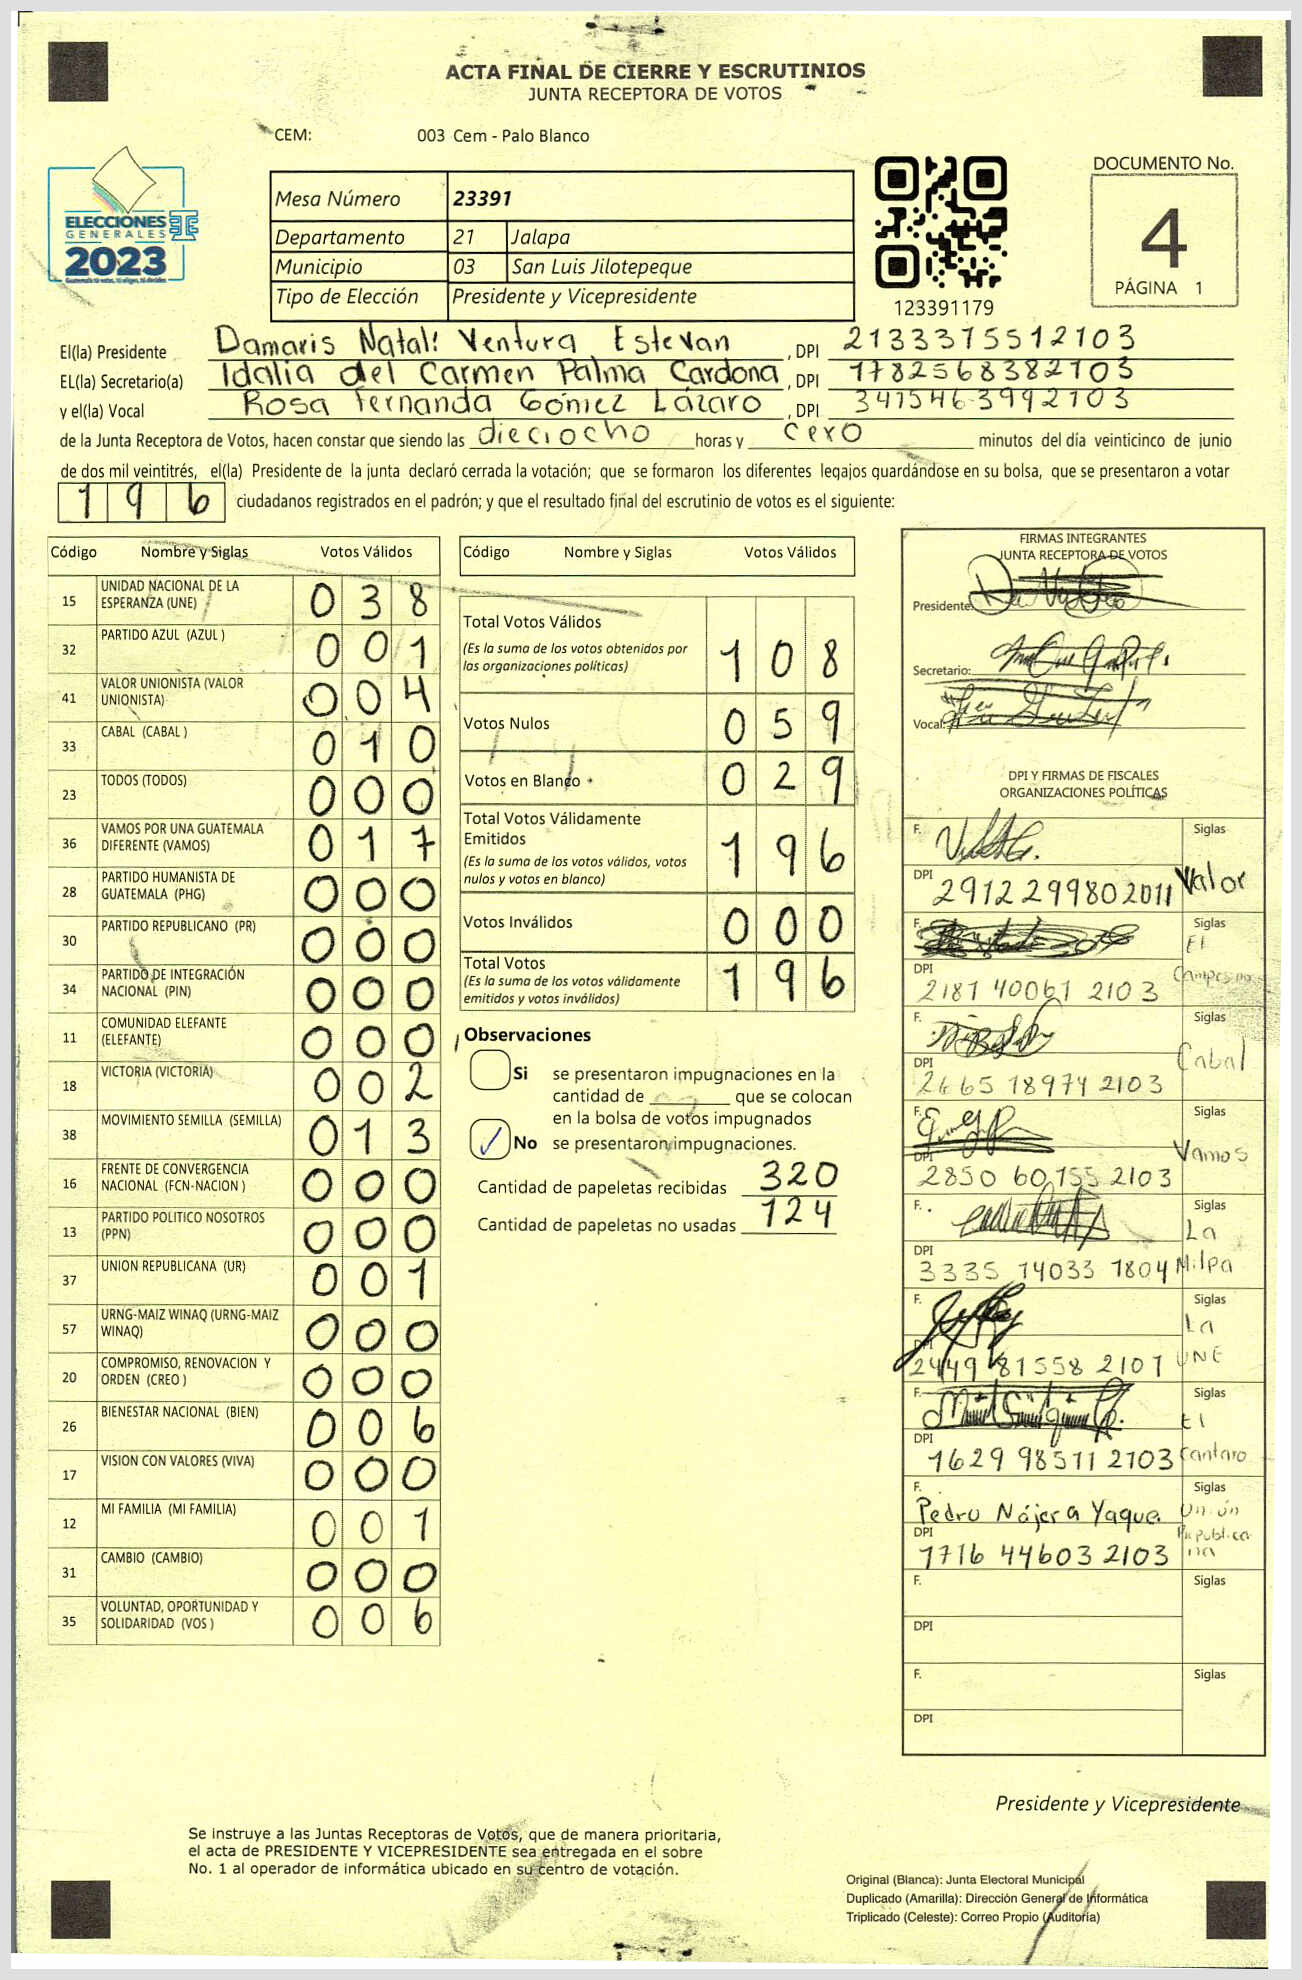 ACTA FINAL DE CIERRE Y ESCRUTINIOS
JUNTA RECEPTORA DE VOTOS
CEM: 003 Cem - Palo Blanco
ELECCIONES
GENERALES
2023
Mesa Número 23391
Departamento 21 Jalapa
Municipio 03 San Luis Jilotepeque
Tipo de Elección Presidente y Vicepresidente
123391179
DOCUMENTO No.
4
PÁGINA 1
El(la) Presidente Damaris Natali Ventura Estevan , DPI 2133375512103
EL(la) Secretario(a) Idalia del Carmen Palma Cardona , DPI 1782568382103
y el(la) Vocal Rosa Fernanda Gómez Lázaro , DPI 3415463992103
de la Junta Receptora de Votos, hacen constar que siendo las dieciocho horas y cero minutos del día veinticinco de junio
de dos mil veintitrés, el(la) Presidente de la junta declaró cerrada la votación; que se formaron los diferentes legajos quardándose en su bolsa, que se presentaron a votar
196 ciudadanos registrados en el padrón; y que el resultado final del escrutinio de votos es el siguiente:
Código Nombre y Siglas Votos Válidos
15 UNIDAD NACIONAL DE LA ESPERANZA (UNE) 038
32 PARTIDO AZUL (AZUL ) 001
41 VALOR UNIONISTA (VALOR UNIONISTA) 004
33 CABAL (CABAL ) 010
23 TODOS (TODOS) 000
36 VAMOS POR UNA GUATEMALA DIFERENTE (VAMOS) 017
28 PARTIDO HUMANISTA DE GUATEMALA (PHG) 000
30 PARTIDO REPUBLICANO (PR) 000
34 PARTIDO DE INTEGRACIÓN NACIONAL (PIN) 000
11 COMUNIDAD ELEFANTE (ELEFANTE) 000
18 VICTORIA (VICTORIA) 002
38 MOVIMIENTO SEMILLA (SEMILLA) 013
16 FRENTE DE CONVERGENCIA NACIONAL (FCN-NACION ) 000
13 PARTIDO POLITICO NOSOTROS (PPN) 000
37 UNION REPUBLICANA (UR) 001
57 URNG-MAIZ WINAQ (URNG-MAIZ WINAQ) 000
20 COMPROMISO, RENOVACION Y ORDEN (CREO ) 000
26 BIENESTAR NACIONAL (BIEN) 006
17 VISION CON VALORES (VIVA) 000
12 MI FAMILIA (MI FAMILIA) 001
31 CAMBIO (CAMBIO) 000
35 VOLUNTAD, OPORTUNIDAD Y SOLIDARIDAD (VOS ) 006
Código Nombre y Siglas Votos Válidos
Total Votos Válidos 108
(Es la suma de los votos obtenidos por
las organizaciones políticas)
Votos Nulos 059
Votos en Blanco 029
Total Votos Válidamente
Emitidos 196
(Es la suma de los votos válidos, votos
nulos y votos en blanco)
Votos Inválidos 000
Total Votos 196
(Es la suma de los votos válidamente
emitidos y votos inválidos)
Observaciones
Si se presentaron impugnaciones en la
cantidad de ________ que se colocan
en la bolsa de votos impugnados
✓ No se presentaron impugnaciones.
Cantidad de papeletas recibidas 320
Cantidad de papeletas no usadas 124
FIRMAS INTEGRANTES
JUNTA RECEPTORA DE VOTOS
Presidente:
Secretario:
Vocal:
DPI Y FIRMAS DE FISCALES
ORGANIZACIONES POLÍTICAS
F. Siglas
DPI 2912 299802011 Valor
F. Siglas El
DPI 2187 40061 2103 Campesino
F. Siglas
DPI 2665 18974 2103 Cabal
F. Siglas
DPI 2850 60155 2103 Vamos
F. Siglas La
DPI 3335 14033 1804 Milpa
F. Siglas La
DPI 2449 81558 2101 UNE
F. Siglas El
DPI 1629 98511 2103 Cantaro
F. Pedro Nájera Yaque Siglas Unión
DPI 1716 44603 2103 Republicana
F. Siglas
DPI
F. Siglas
DPI
Presidente y Vicepresidente
Se instruye a las Juntas Receptoras de Votos, que de manera prioritaria,
el acta de PRESIDENTE Y VICEPRESIDENTE sea entregada en el sobre
No. 1 al operador de informática ubicado en su centro de votación.
Original (Blanca): Junta Electoral Municipal
Duplicado (Amarilla): Dirección General de Informática
Triplicado (Celeste): Correo Propio (Auditoría)